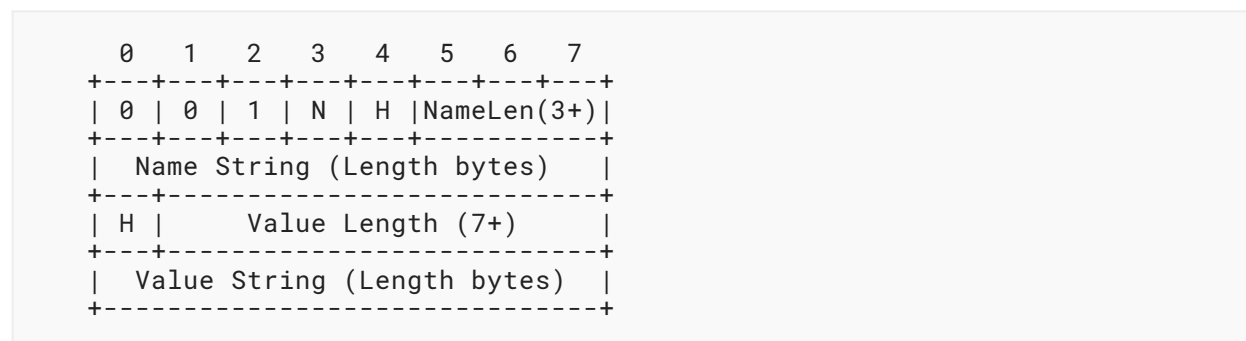 0   1   2   3   4   5   6   7
+---+---+---+---+---+---+---+---+
| 0 | 0 | 1 | N | H |NameLen(3+)|
+---+---+---+---+---+-----------+
|  Name String (Length bytes)   |
+---+---------------------------+
| H |     Value Length (7+)     |
+---+---------------------------+
|  Value String (Length bytes)  |
+-------------------------------+